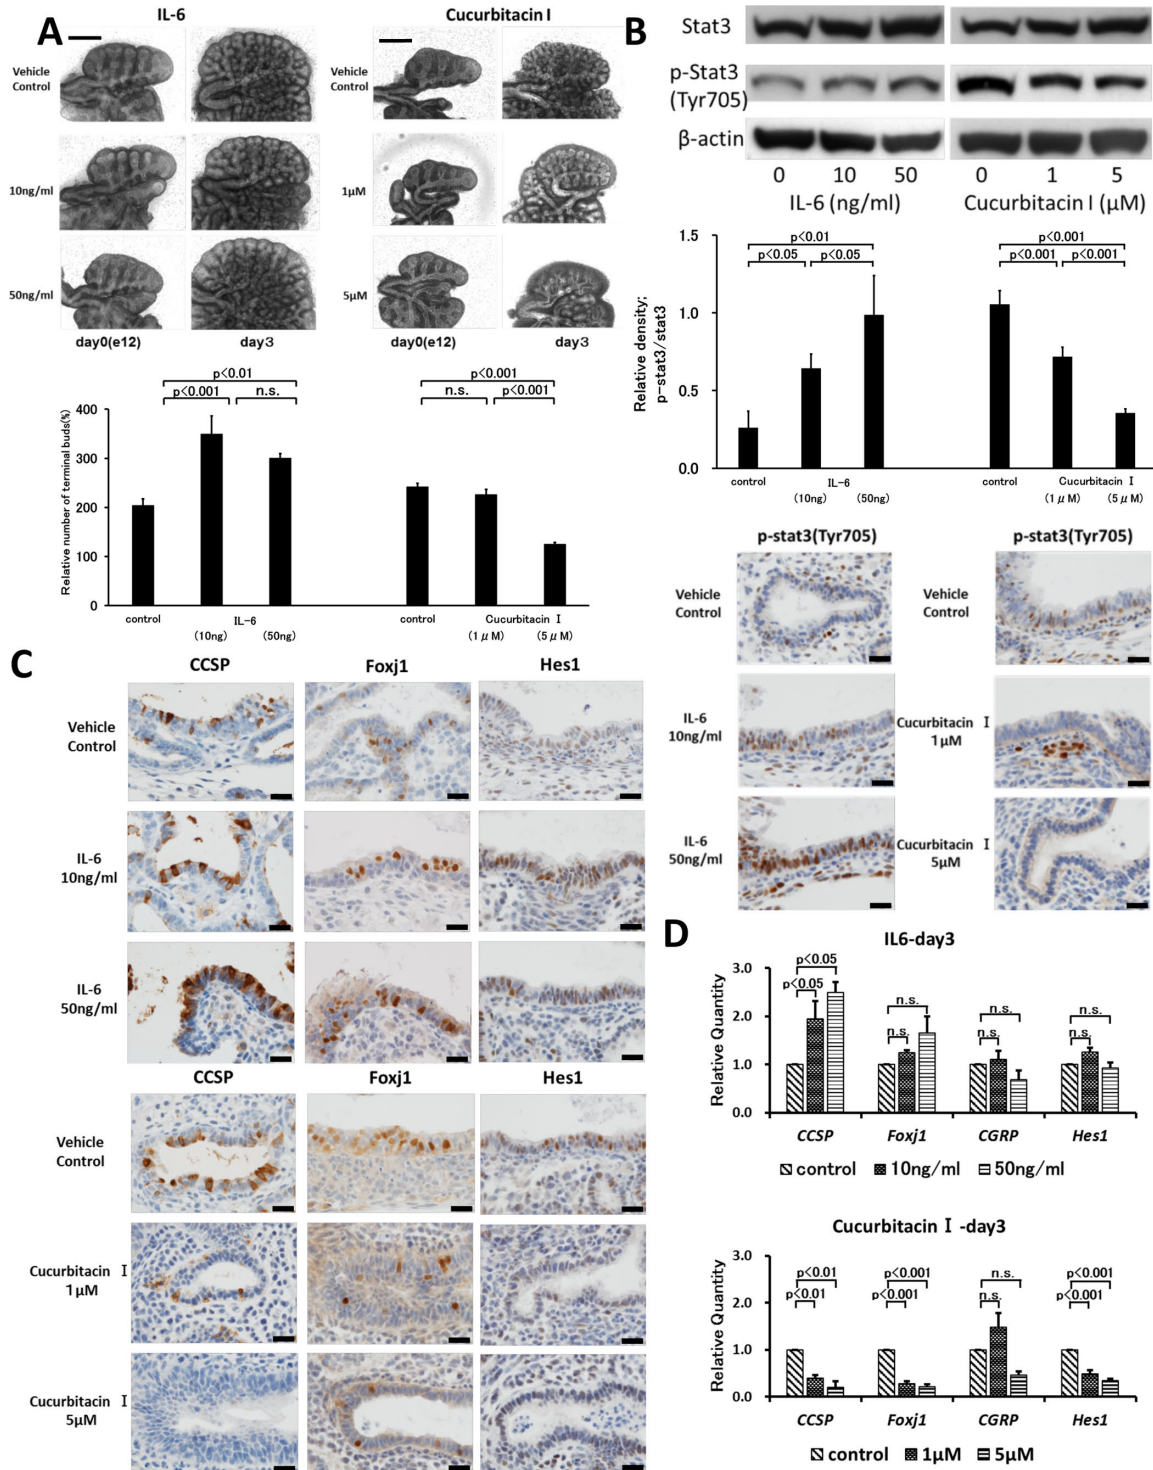 A
IL-6
Cucurbitacin I
Vehicle
Control
Vehicle
Control
10ng/ml
1μM
50ng/ml
5μM
day0(e12)
day3
day0(e12)
day3
p<0.01
p<0.001
n.s.
p<0.001
n.s.
p<0.001
Relative number of terminal buds(%)
400
300
200
100
0
control
IL-6
(10ng)
(50ng)
control
Cucurbitacin I
(1μM)
(5μM)
B
Stat3
p-Stat3
(Tyr705)
β-actin
0
10
50
0
1
5
IL-6 (ng/ml)
Cucurbitacin I (μM)
Relative density;
p-stat3/stat3
1.5
1.0
0.5
0.0
p<0.01
p<0.05
p<0.05
p<0.001
p<0.001
p<0.001
control
IL-6
(10ng)
(50ng)
control
Cucurbitacin I
(1μM)
(5μM)
p-stat3(Tyr705)
p-stat3(Tyr705)
Vehicle
Control
Vehicle
Control
IL-6
10ng/ml
Cucurbitacin I
1μM
IL-6
50ng/ml
Cucurbitacin I
5μM
C
CCSP
Foxj1
Hes1
Vehicle
Control
IL-6
10ng/ml
IL-6
50ng/ml
CCSP
Foxj1
Hes1
Vehicle
Control
Cucurbitacin I
1μM
Cucurbitacin I
5μM
D
IL6-day3
Relative Quantity
3.0
2.0
1.0
0.0
p<0.05
p<0.05
n.s.
n.s.
n.s.
n.s.
n.s.
n.s.
CCSP
Foxj1
CGRP
Hes1
control
10ng/ml
50ng/ml
Cucurbitacin I -day3
Relative Quantity
3.0
2.0
1.0
0.0
p<0.01
p<0.01
p<0.001
p<0.001
n.s.
n.s.
p<0.001
p<0.001
CCSP
Foxj1
CGRP
Hes1
control
1μM
5μM